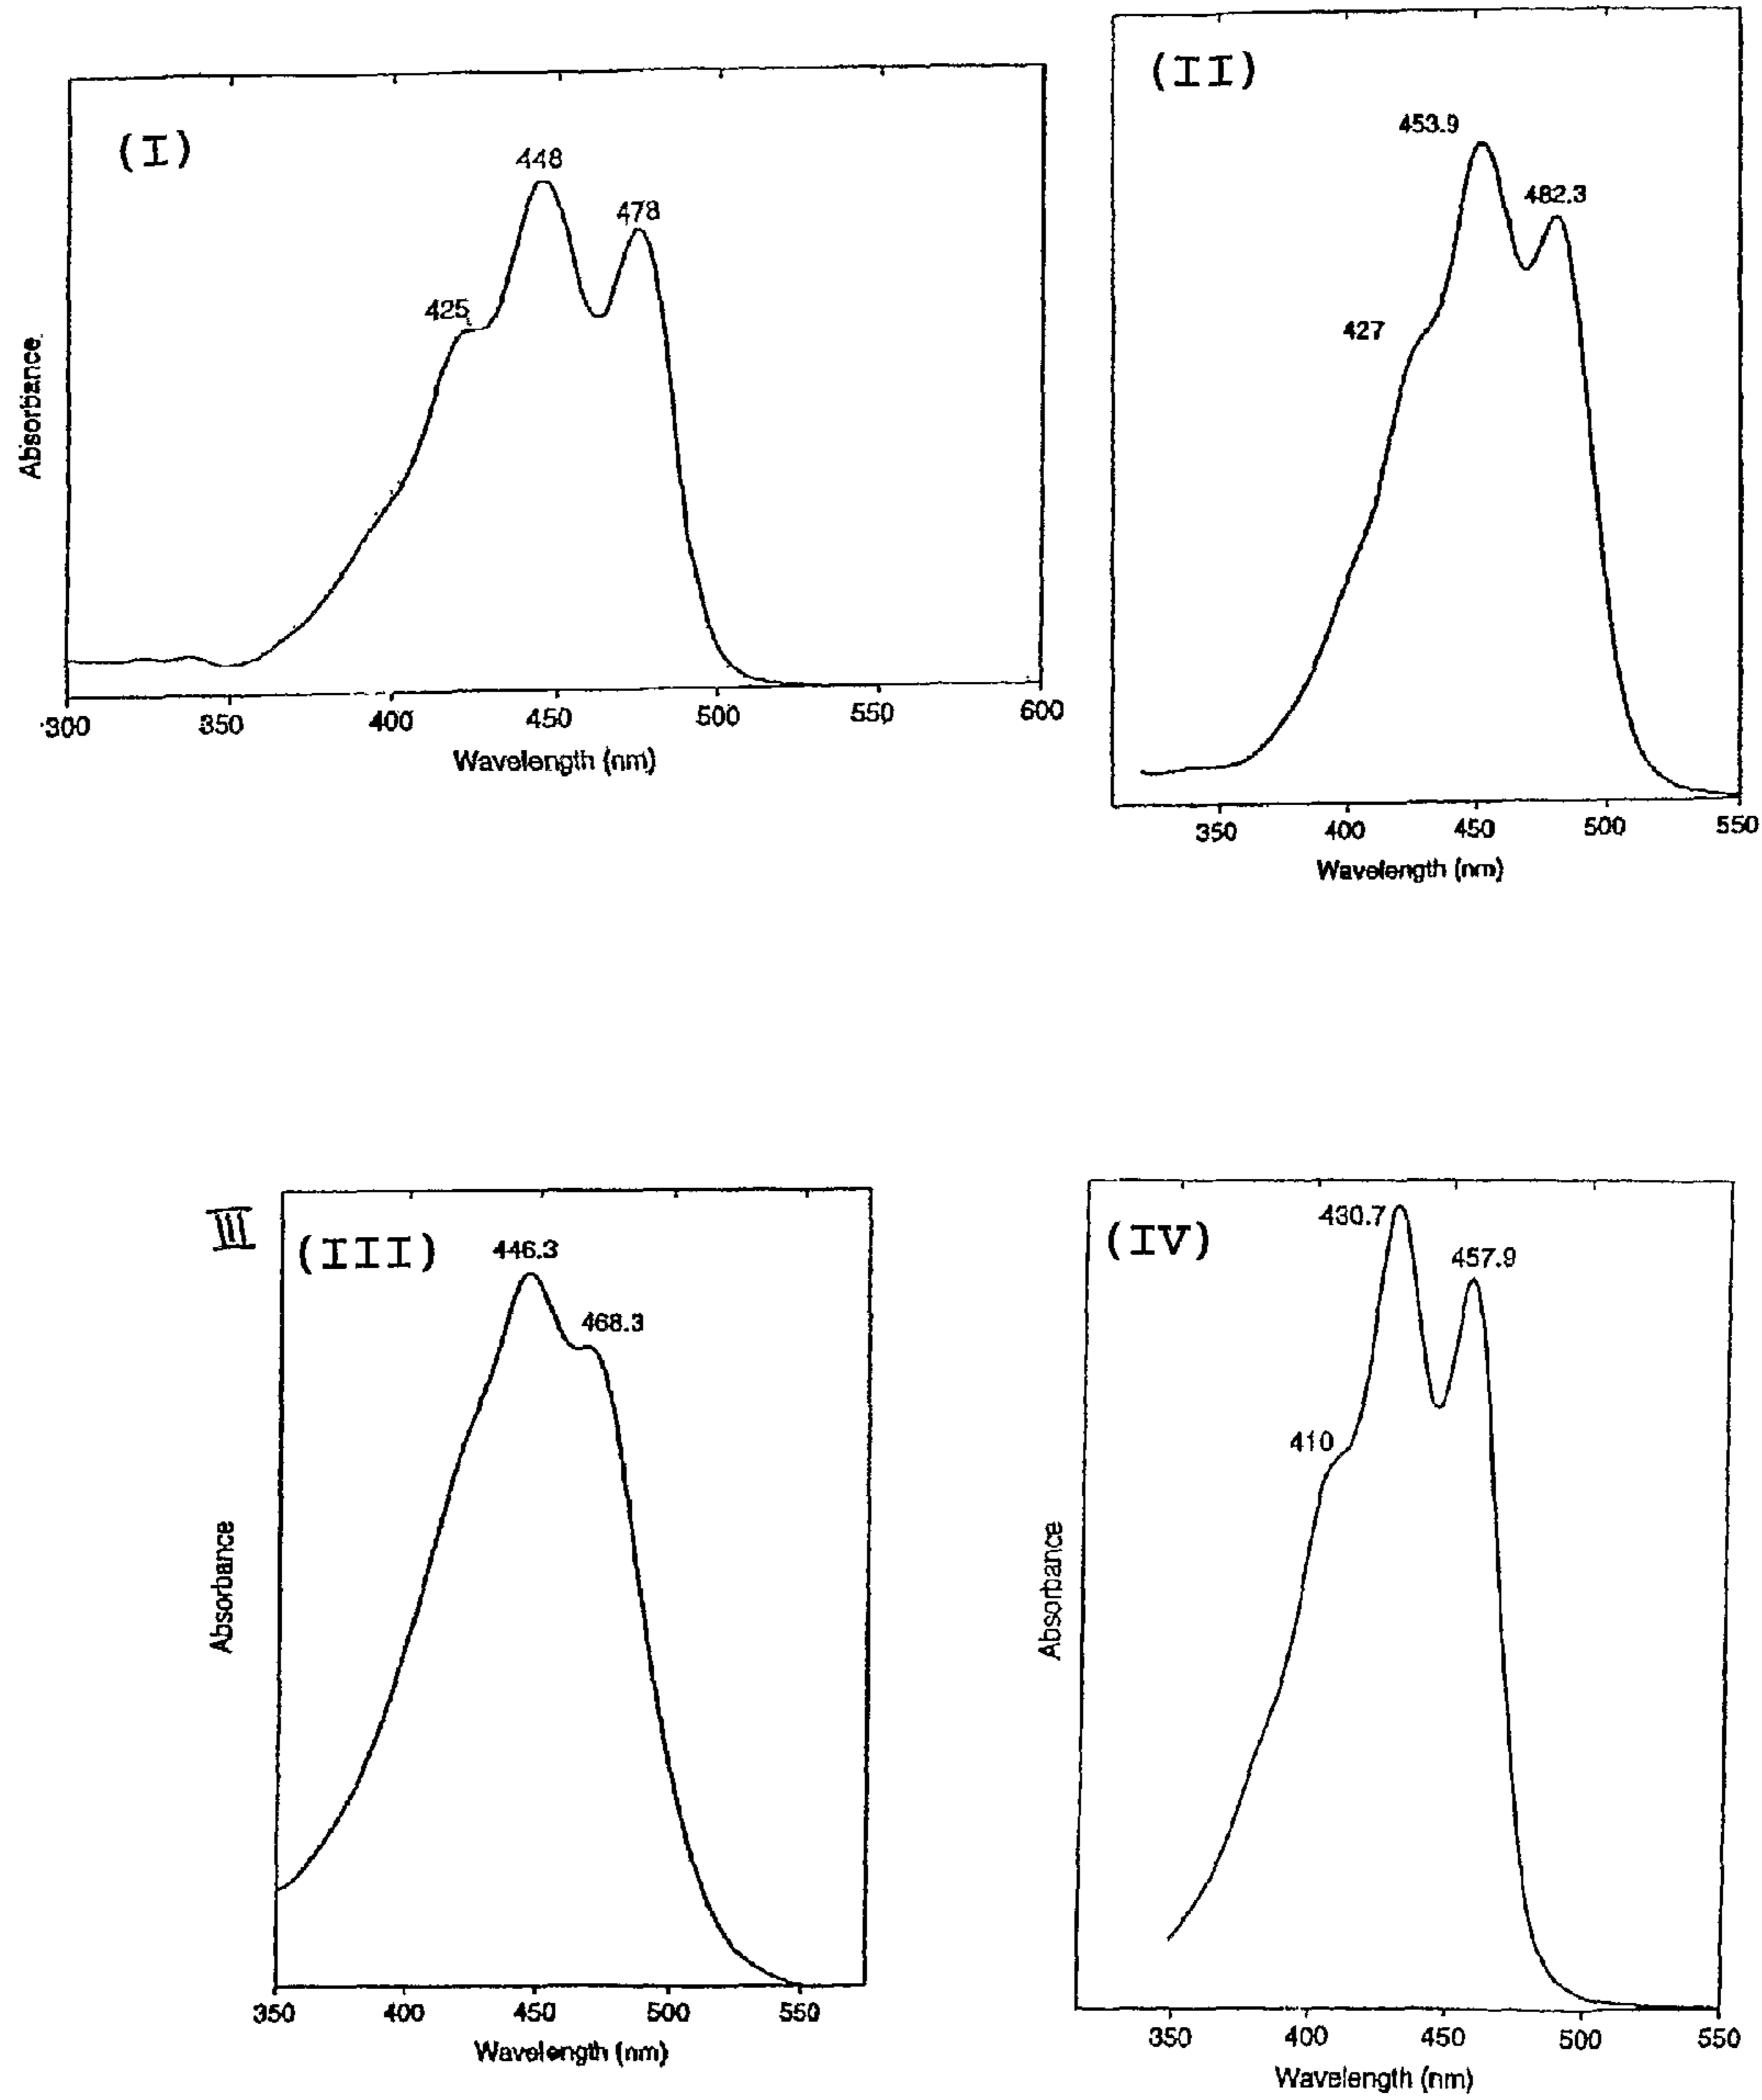 (I)
448
478
425
Absorbance
300 350 400 450 500 550 600
Wavelength (nm)
(II)
453.9
482.3
427
350 400 450 500 550
Wavelength (nm)
III
(III)
446.3
468.3
Absorbance
350 400 450 500 550
Wavelength (nm)
(IV)
430.7
457.9
410
Absorbance
350 400 450 500 550
Wavelength (nm)